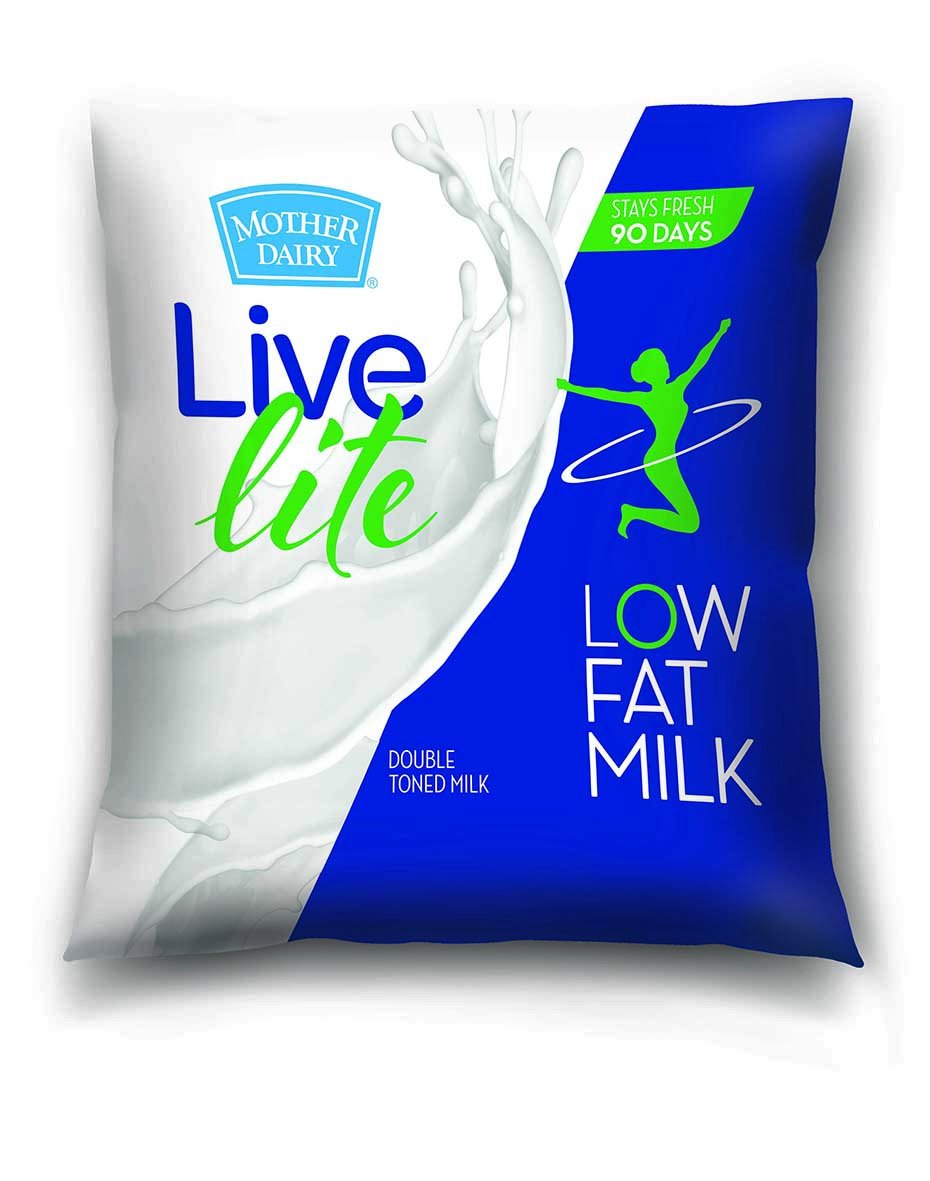 MOTHER
DAIRY
®
Live
lite
STAYS FRESH
90 DAYS
LOW
FAT
MILK
DOUBLE
TONED MILK